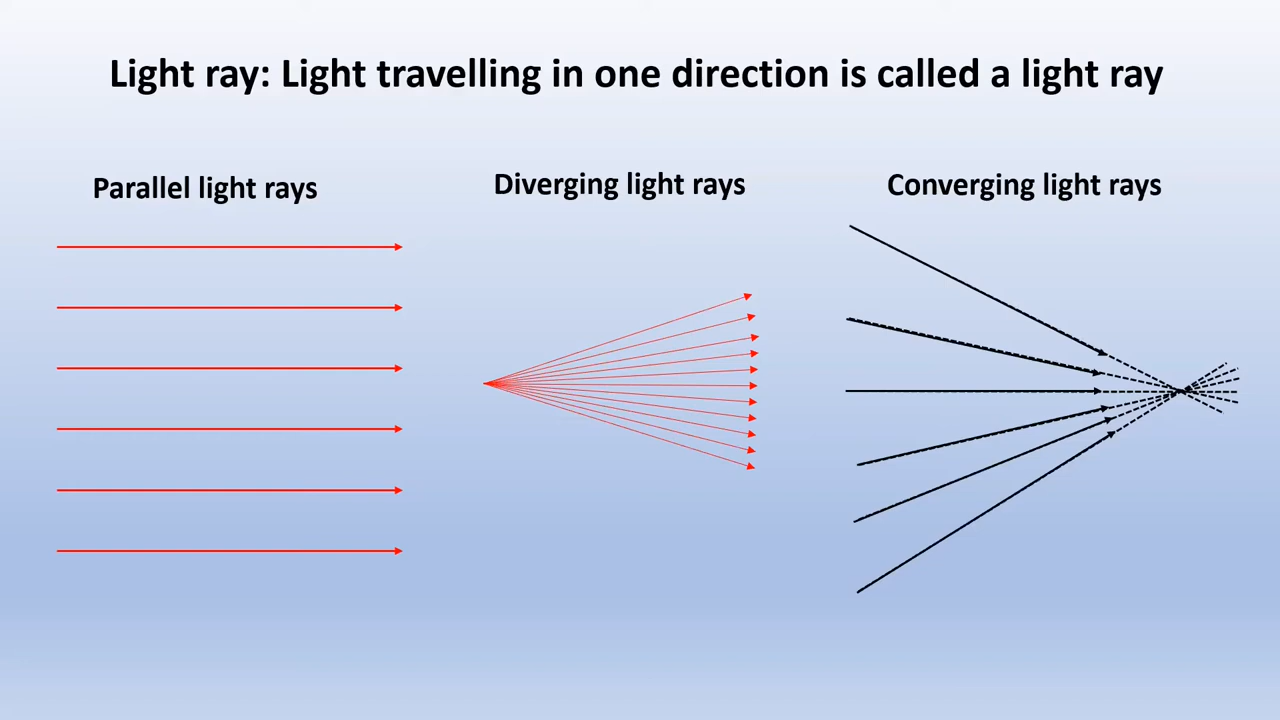 Light ray: Light travelling in one direction is called a light ray
Parallel light rays
Diverging light rays
Converging light rays